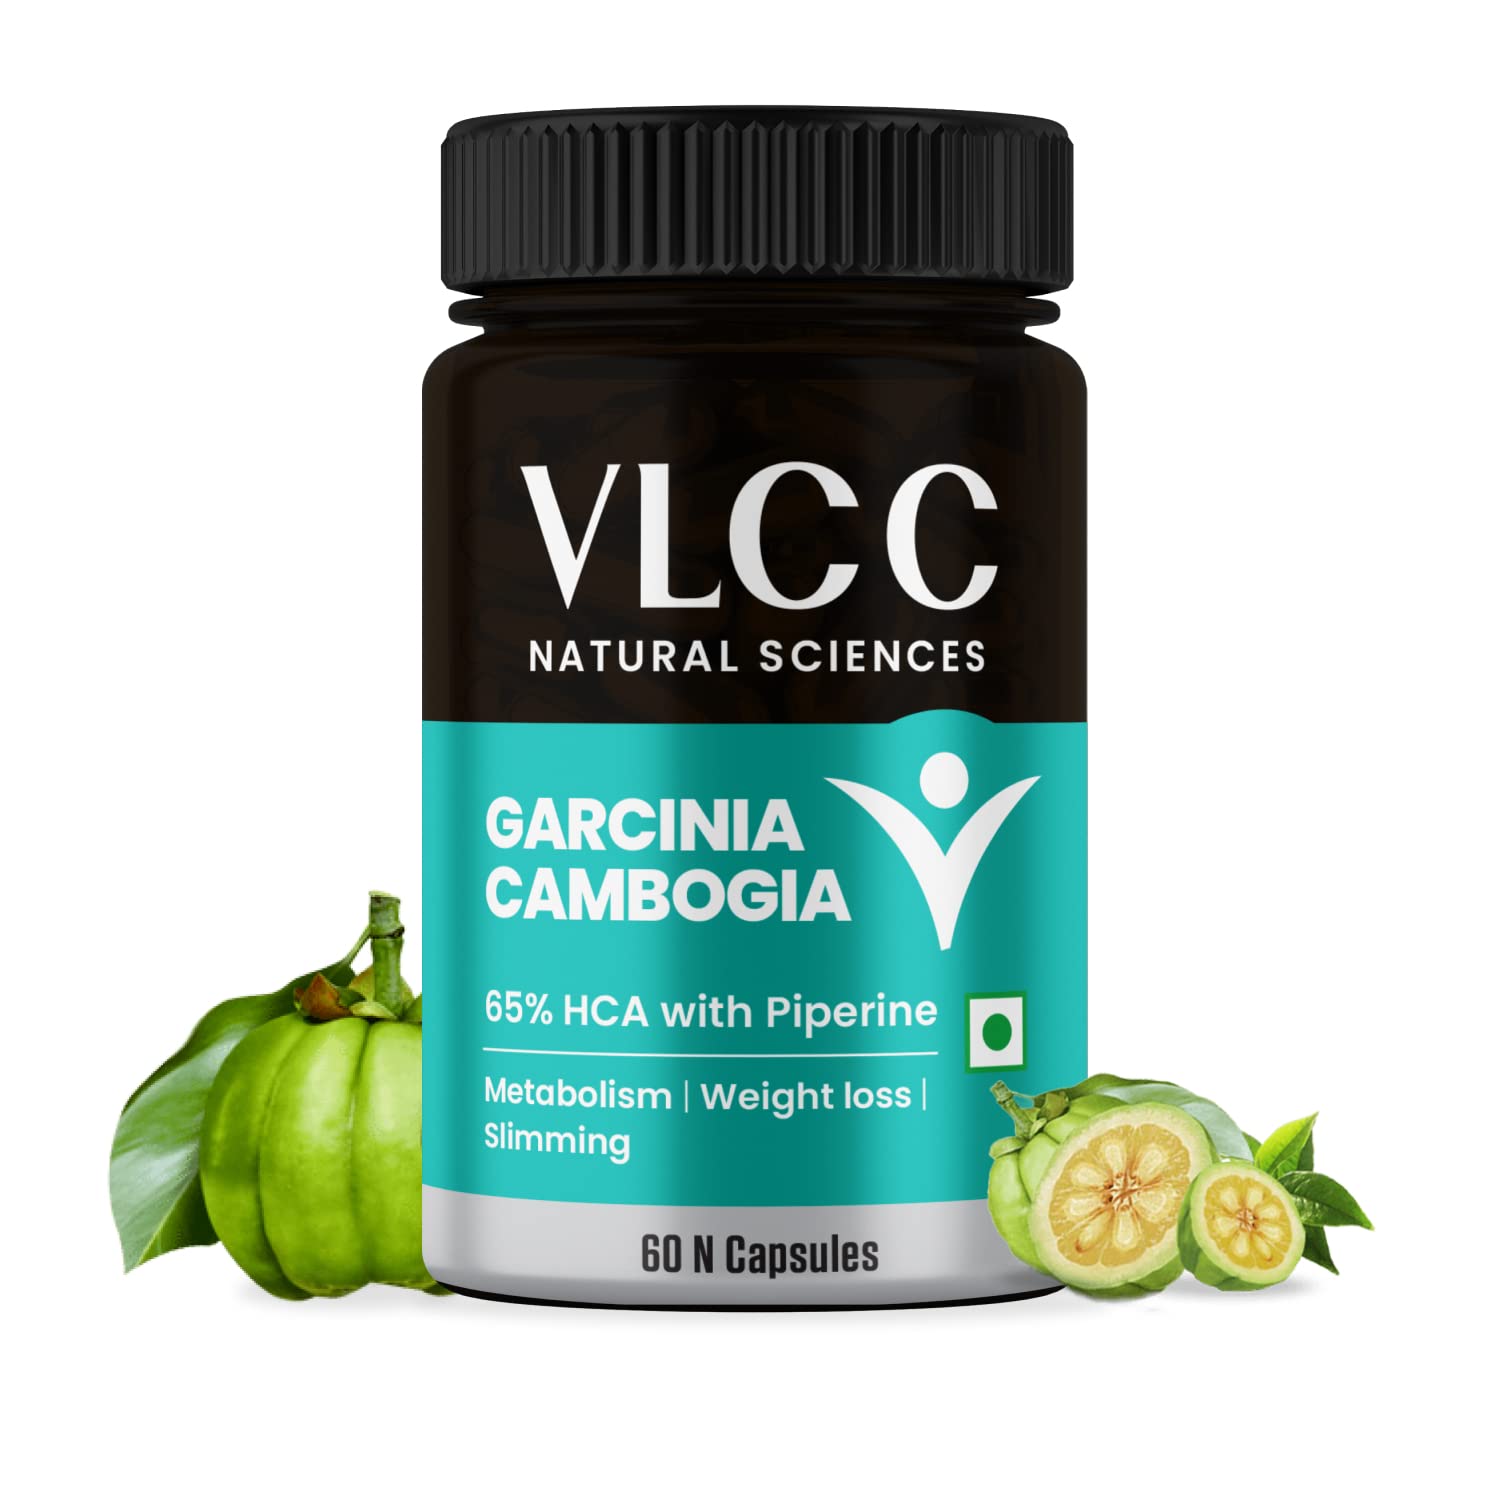 VLCC
NATURAL SCIENCES
GARCINIA
CAMBOGIA
65% HCA with Piperine
Metabolism | Weight loss |
Slimming
60 N Capsules